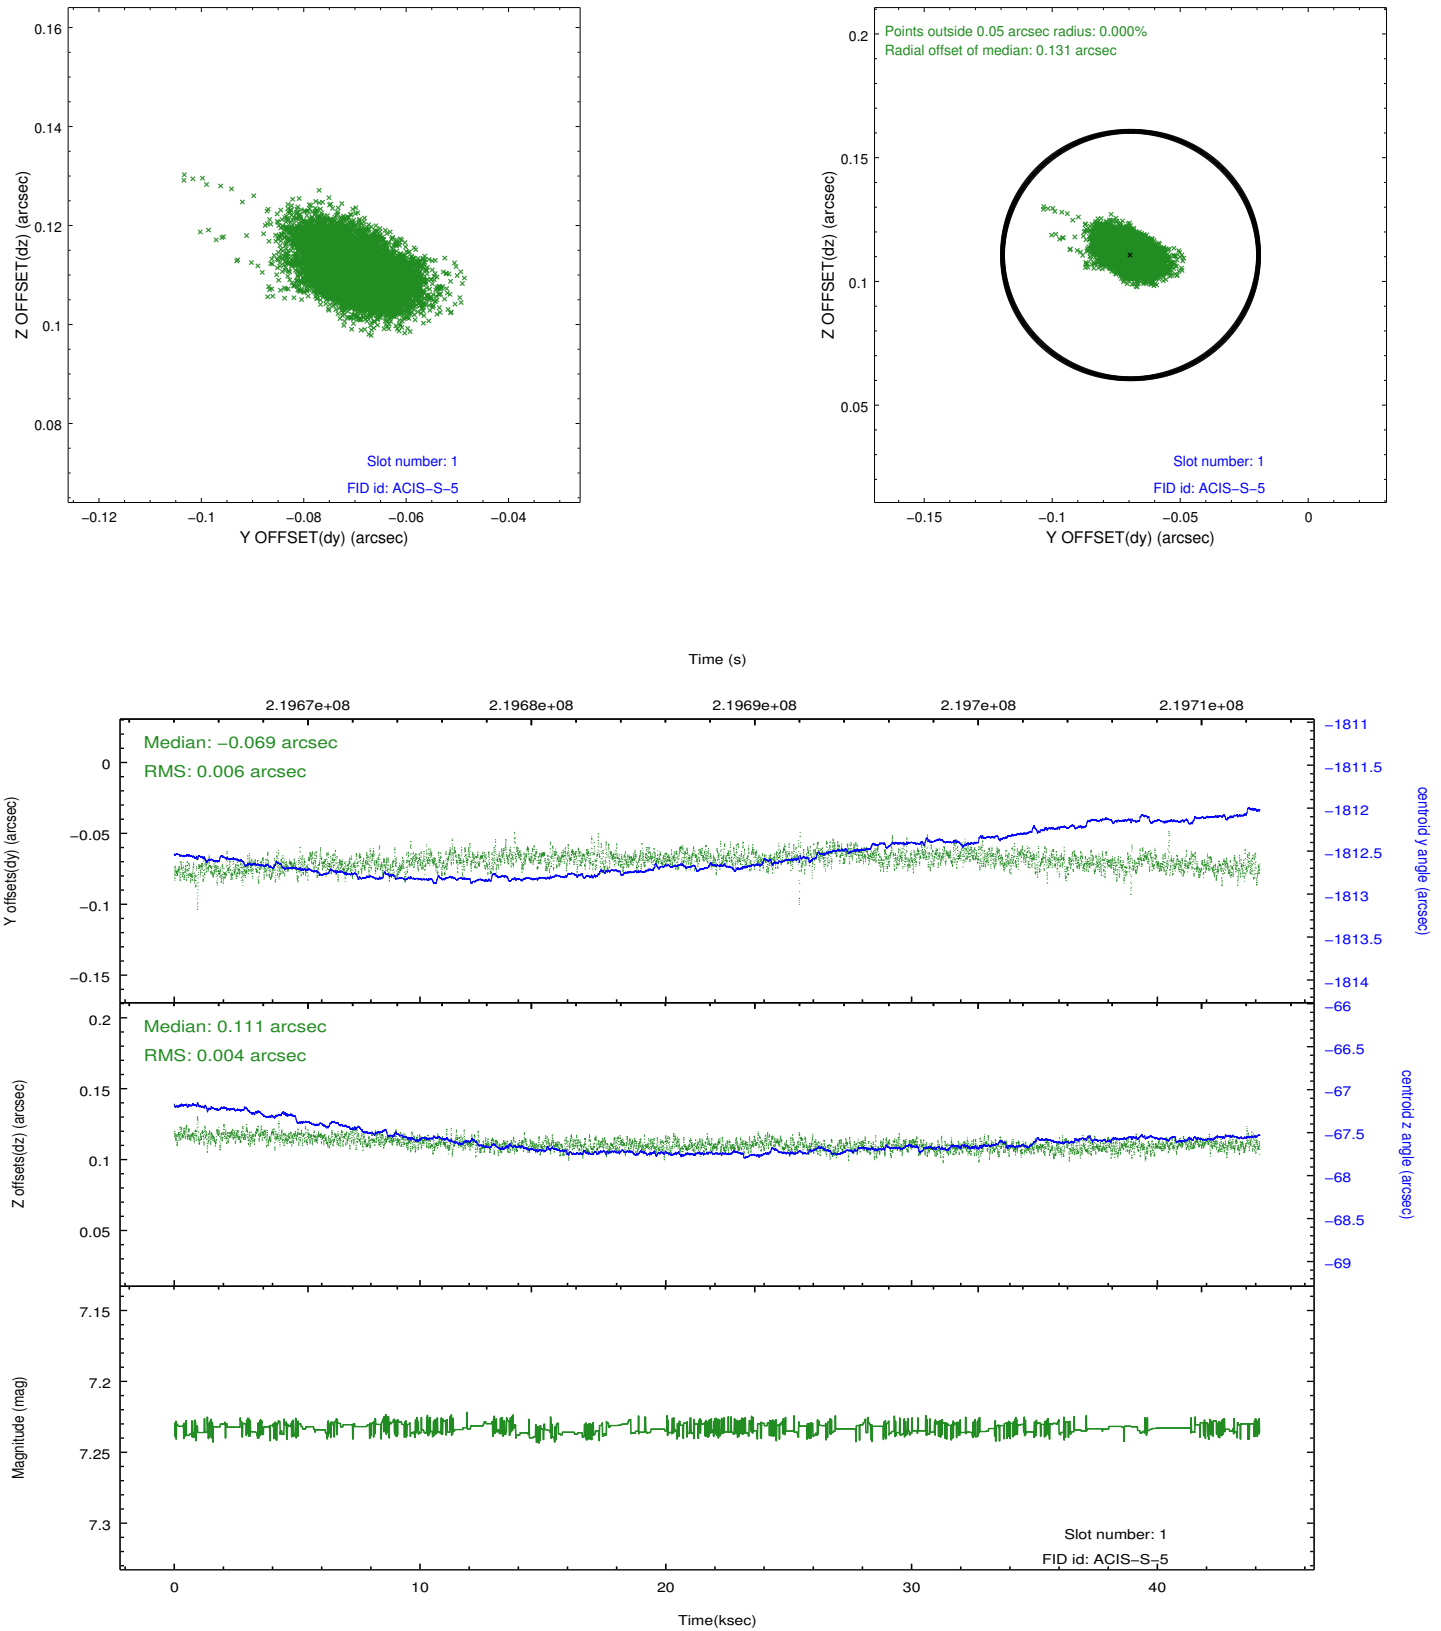 0.16
0.14
0.12
0.1
0.08
Z OFFSET(dz) (arcsec)
Slot number: 1
FID id: ACIS−S−5
−0.12
−0.1
−0.08
−0.06
−0.04
Y OFFSET(dy) (arcsec)
Points outside 0.05 arcsec radius: 0.000%
Radial offset of median: 0.131 arcsec
0.2
0.15
0.1
0.05
Z OFFSET(dz) (arcsec)
Slot number: 1
FID id: ACIS−S−5
−0.15
−0.1
−0.05
0
Y OFFSET(dy) (arcsec)
Time (s)
2.1967e+08
2.1968e+08
2.1969e+08
2.197e+08
2.1971e+08
Median: −0.069 arcsec
RMS: 0.006 arcsec
0
−0.05
−0.1
−0.15
Y offsets(dy) (arcsec)
−1811
−1811.5
−1812
−1812.5
−1813
−1813.5
−1814
centroid y angle (arcsec)
Median: 0.111 arcsec
RMS: 0.004 arcsec
0.2
0.15
0.1
0.05
Z offsets(dz) (arcsec)
−66
−66.5
−67
−67.5
−68
−68.5
−69
centroid z angle (arcsec)
7.15
7.2
7.25
7.3
Magnitude (mag)
Slot number: 1
FID id: ACIS−S−5
0
10
20
30
40
Time(ksec)